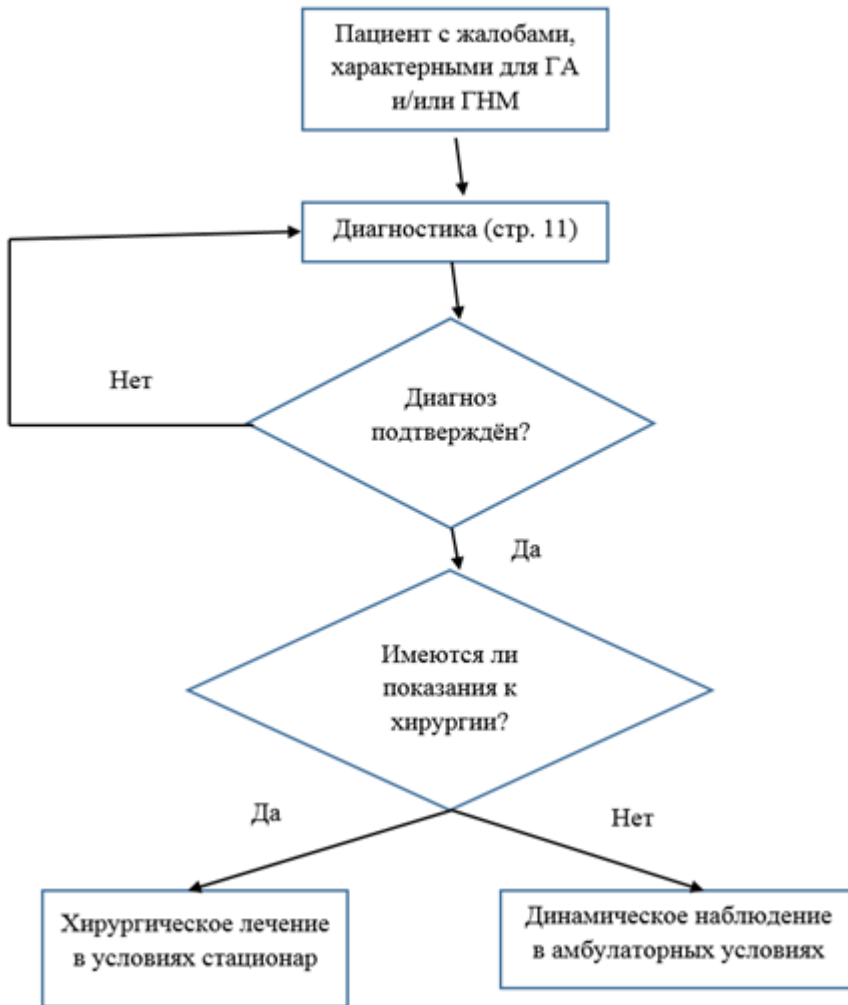 Пациент с жалобами,
характерными для ГА
и/или ГНМ
Диагностика (стр. 11)
Нет
Диагноз
подтверждён?
Да
Имеются ли
показания к
хирургии?
Да
Нет
Хирургическое лечение
в условиях стационар
Динамическое наблюдение
в амбулаторных условиях